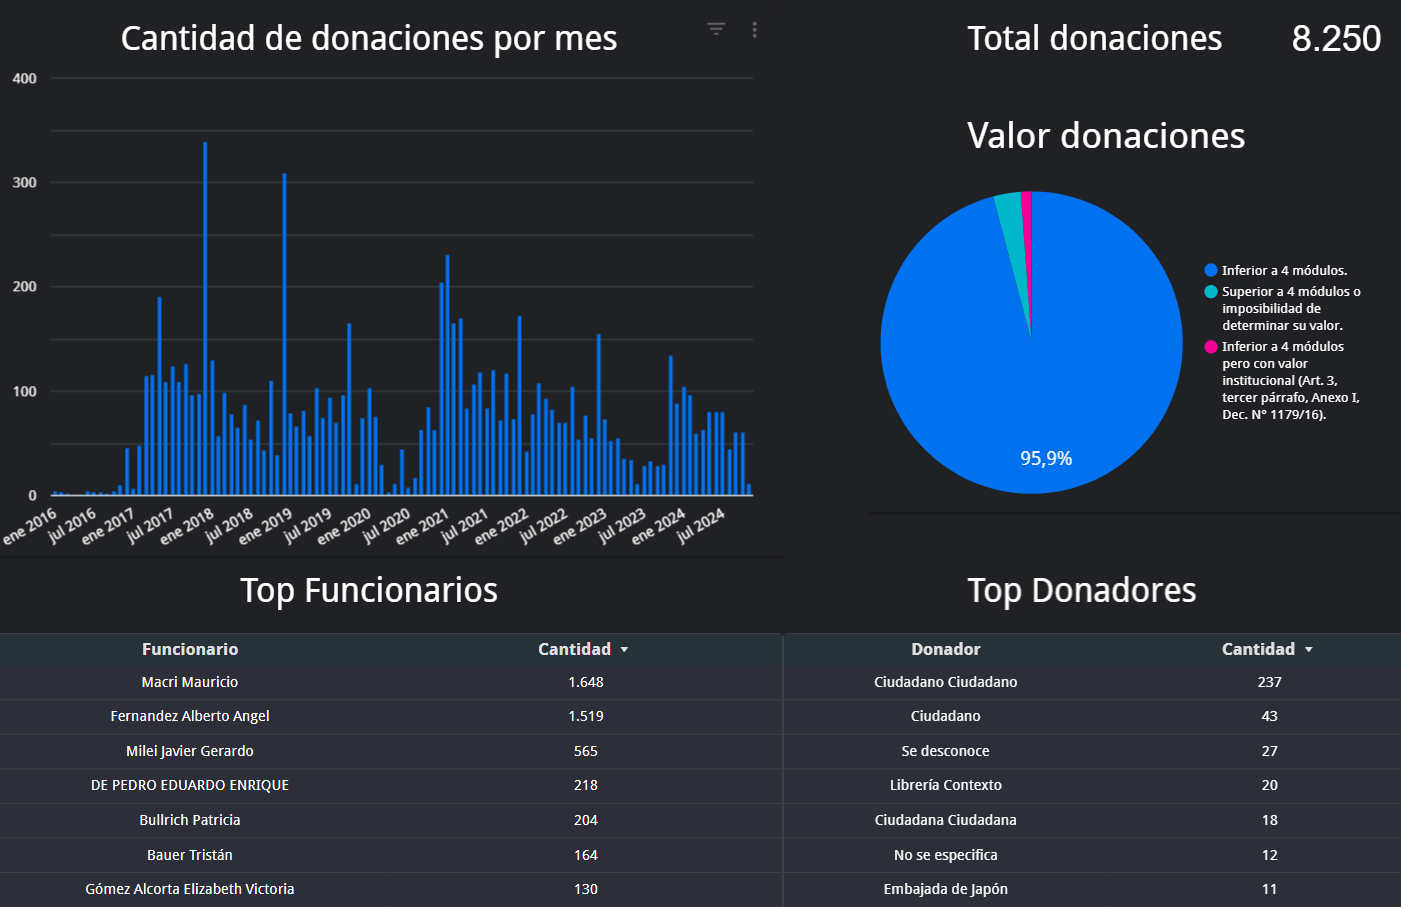 Cantidad de donaciones por mes
400
300
200
100
0
ene 2016
jul 2016
ene 2017
jul 2017
ene 2018
jul 2018
ene 2019
jul 2019
ene 2020
jul 2020
ene 2021
jul 2021
ene 2022
jul 2022
ene 2023
jul 2023
ene 2024
jul 2024
Total donaciones 8.250
Valor donaciones
95,9%
Inferior a 4 módulos.
Superior a 4 módulos o
imposibilidad de
determinar su valor.
Inferior a 4 módulos
pero con valor
institucional (Art. 3,
tercer párrafo, Anexo I,
Dec. N° 1179/16).
Top Funcionarios
Funcionario Cantidad
Macri Mauricio 1.648
Fernandez Alberto Angel 1.519
Milei Javier Gerardo 565
DE PEDRO EDUARDO ENRIQUE 218
Bullrich Patricia 204
Bauer Tristán 164
Gómez Alcorta Elizabeth Victoria 130
Top Donadores
Donador Cantidad
Ciudadano Ciudadano 237
Ciudadano 43
Se desconoce 27
Librería Contexto 20
Ciudadana Ciudadana 18
No se especifica 12
Embajada de Japón 11